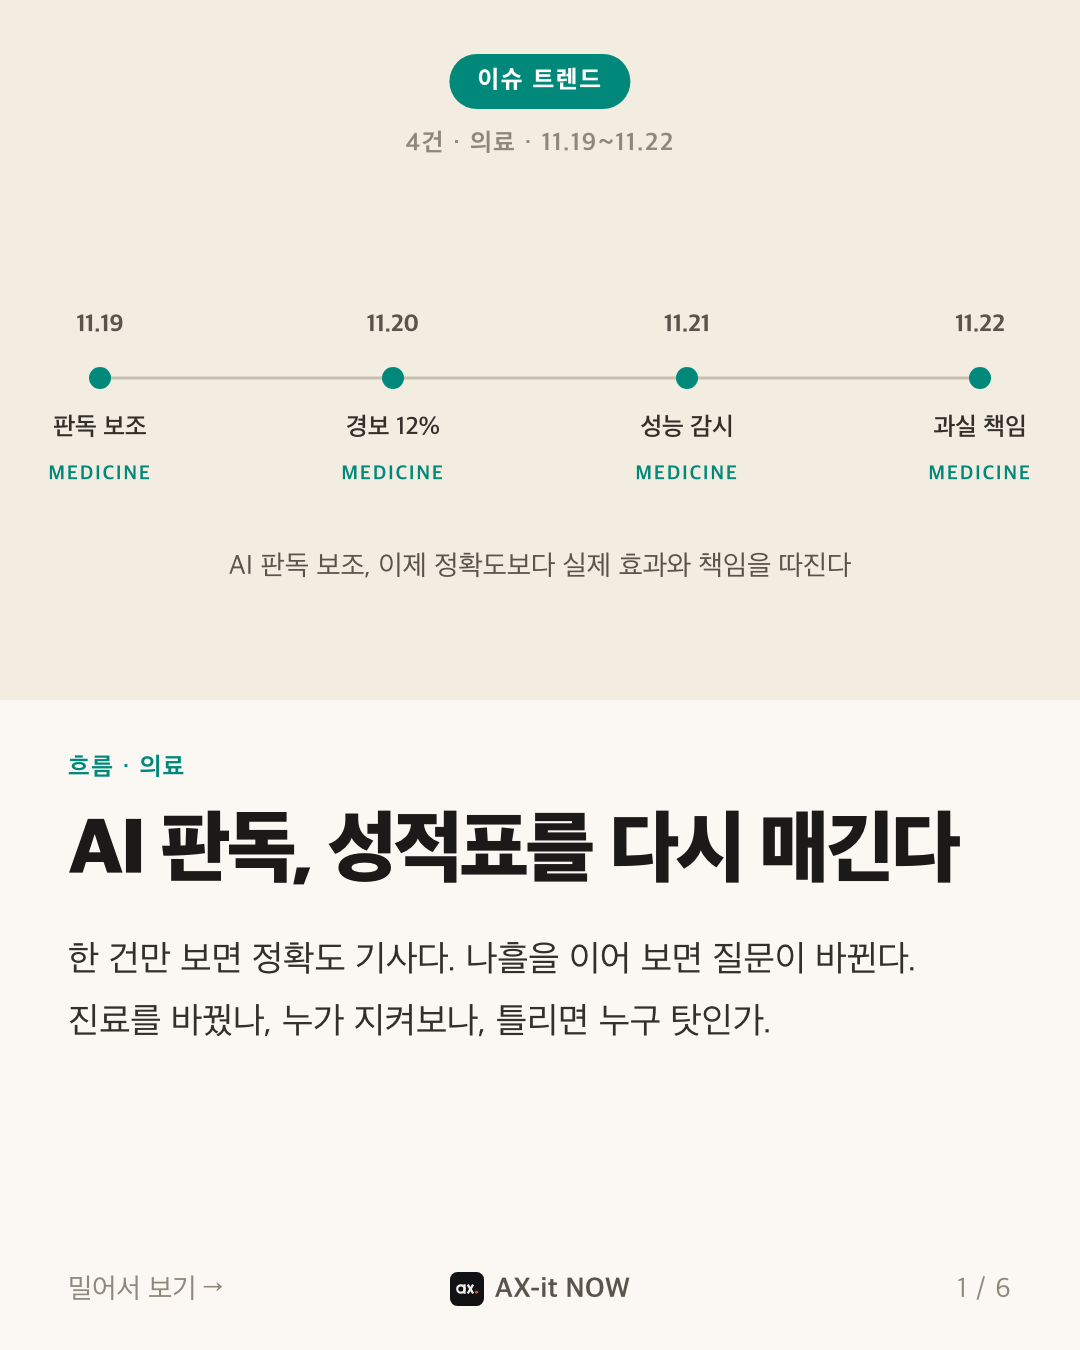 이슈 트렌드
4건 · 의료 · 11.19~11.22
11.19 11.20 11.21 11.22
판독 보조 경보 12% 성능 감시 과실 책임
MEDICINE MEDICINE MEDICINE MEDICINE
AI 판독 보조, 이제 정확도보다 실제 효과와 책임을 따진다
흐름 · 의료
AI 판독, 성적표를 다시 매긴다
한 건만 보면 정확도 기사다. 나흘을 이어 보면 질문이 바뀐다.
진료를 바꿨나, 누가 지켜보나, 틀리면 누구 탓인가.
밀어서 보기 → ax. AX-it NOW 1 / 6